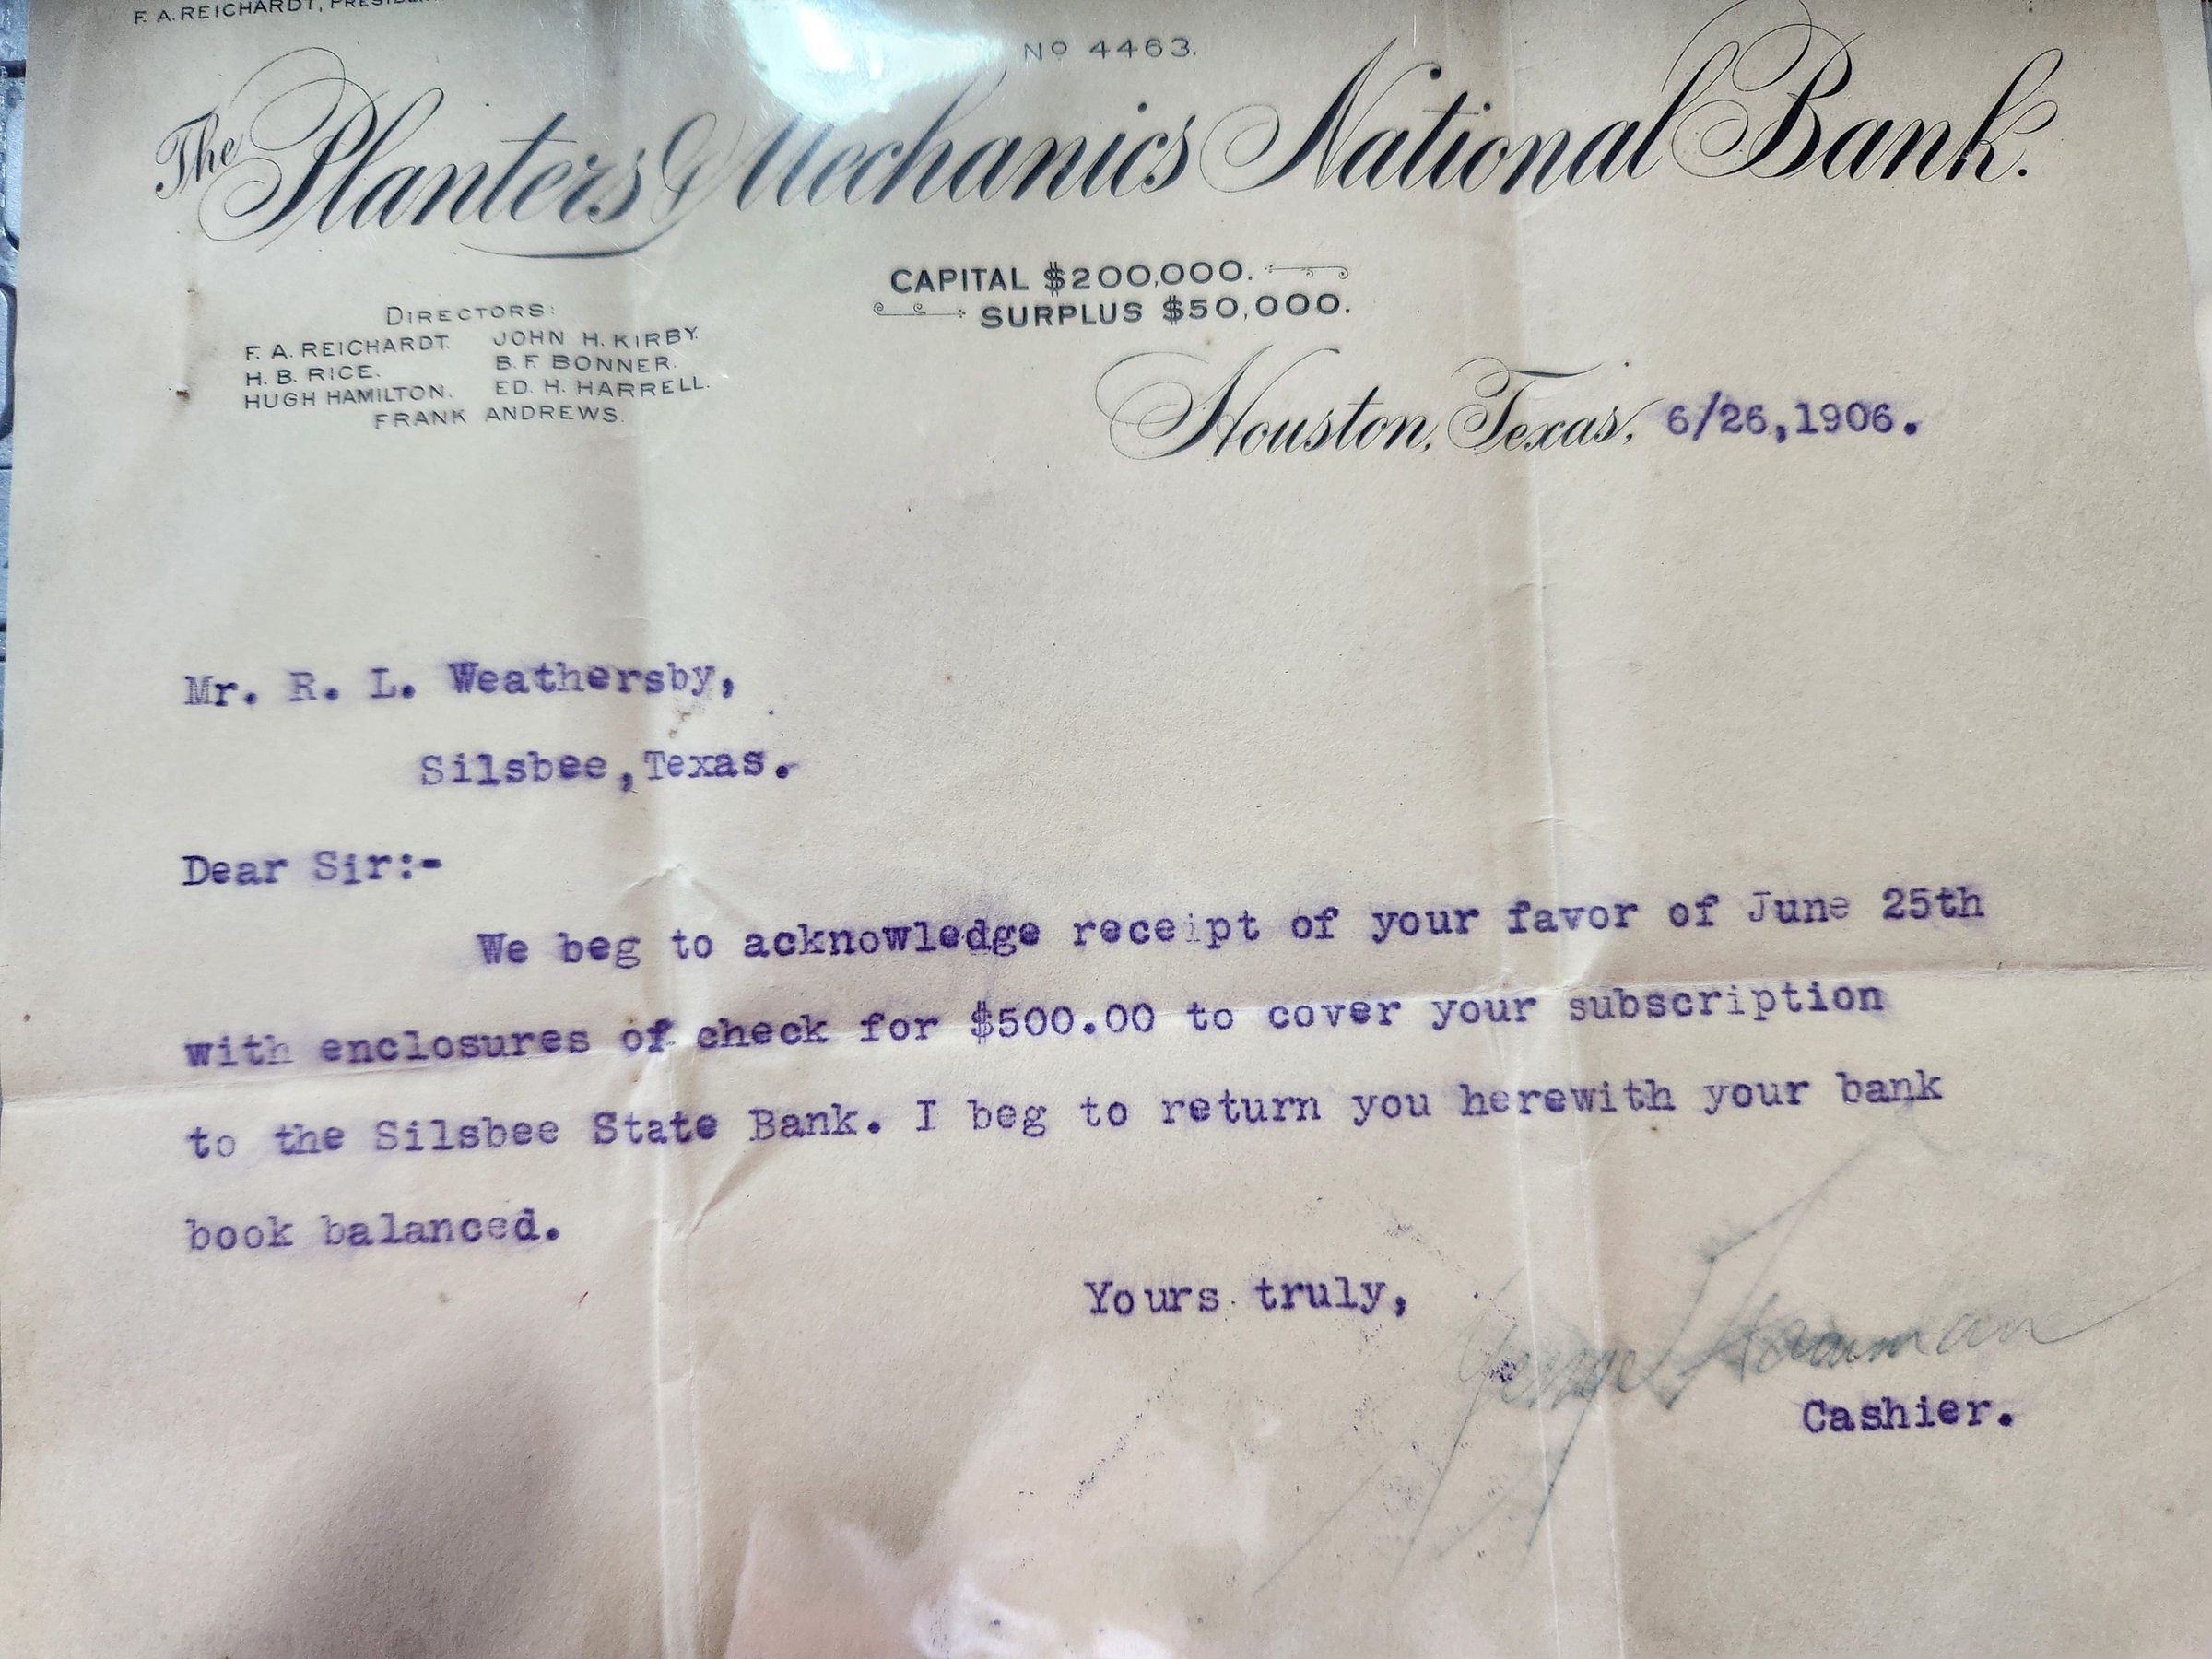 F. A. REICHARDT, PRESIDENT
No 4463.
The Planters & Mechanics National Bank.
CAPITAL $200,000.
SURPLUS $50,000.
DIRECTORS:
F. A. REICHARDT. JOHN H. KIRBY.
H. B. RICE. B. F. BONNER.
HUGH HAMILTON. ED. H. HARRELL.
FRANK ANDREWS.
Houston, Texas, 6/26,1906.
Mr. R. L. Weathersby,
Silsbee,Texas.
Dear Sir:-
We beg to acknowledge receipt of your favor of June 25th
with enclosures of check for $500.00 to cover your subscription
to the Silsbee State Bank. I beg to return you herewith your bank
book balanced.
Yours truly,
Cashier.